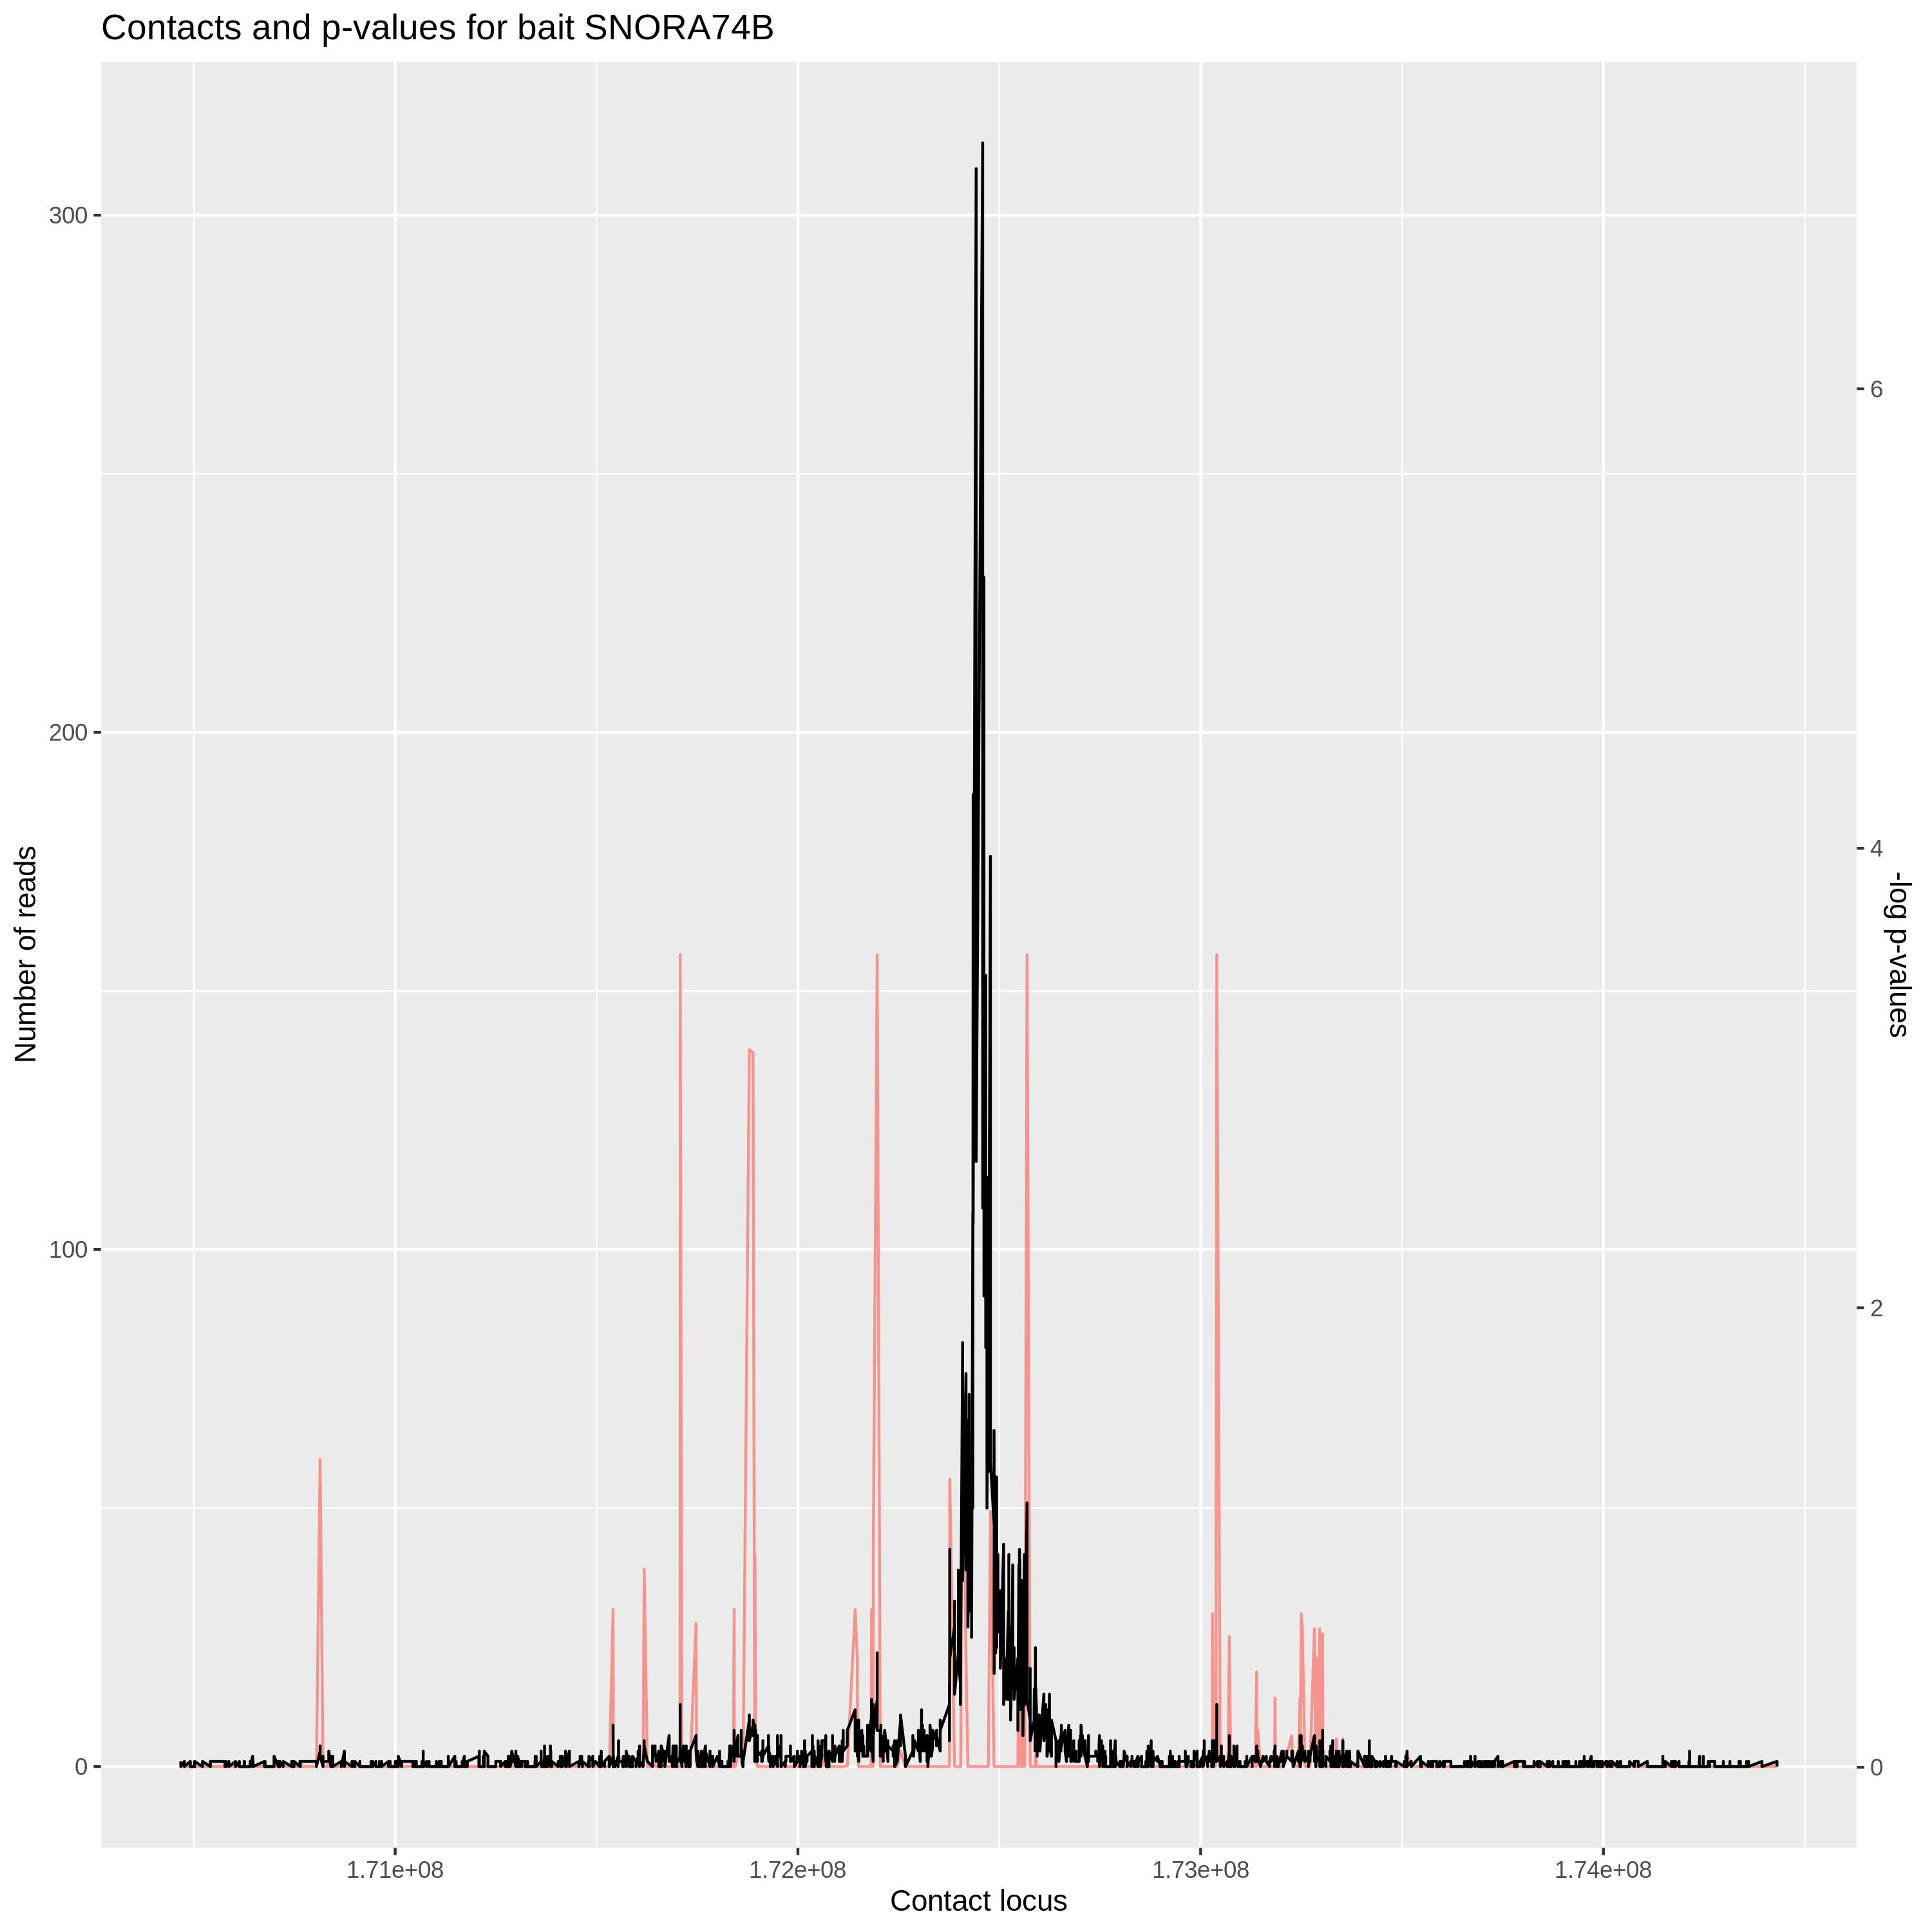 Contacts and p-values for bait SNORA74B
300
200
100
0
Number of reads
6
4
2
0
-log p-values
1.71e+08 1.72e+08 1.73e+08 1.74e+08
Contact locus